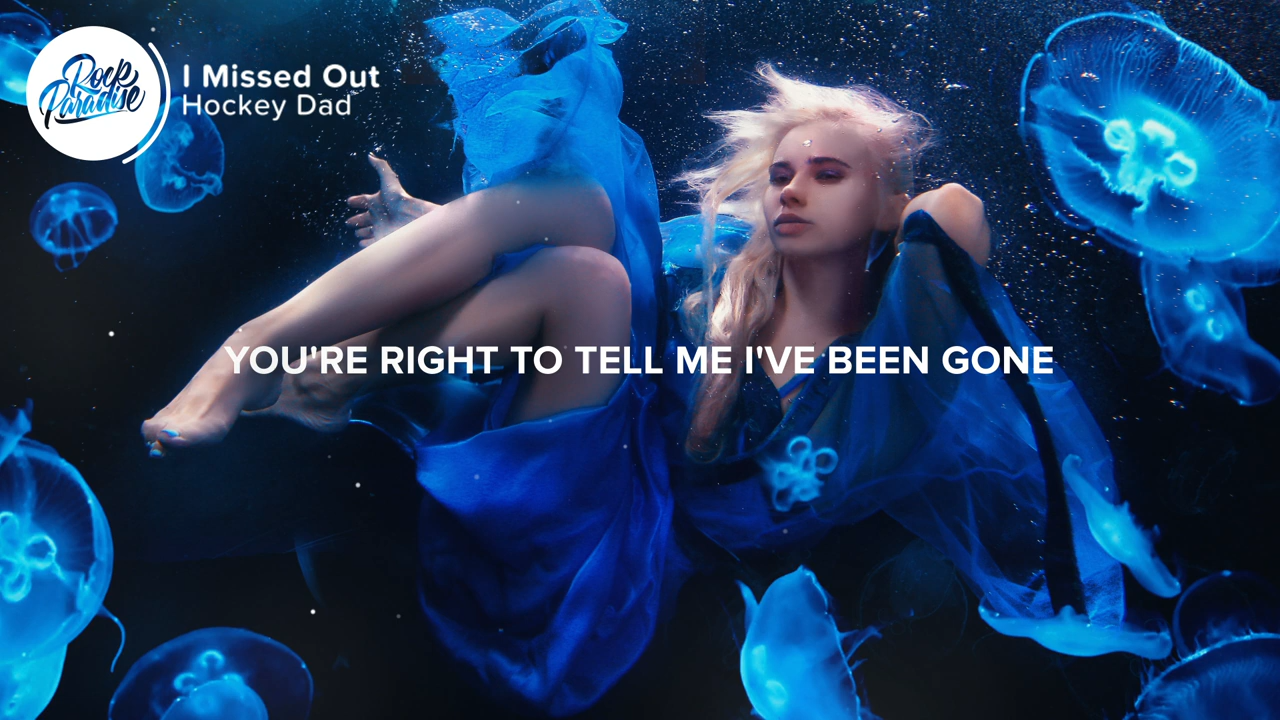 Rock
Paradise
I Missed Out
Hockey Dad
YOU'RE RIGHT TO TELL ME I'VE BEEN GONE